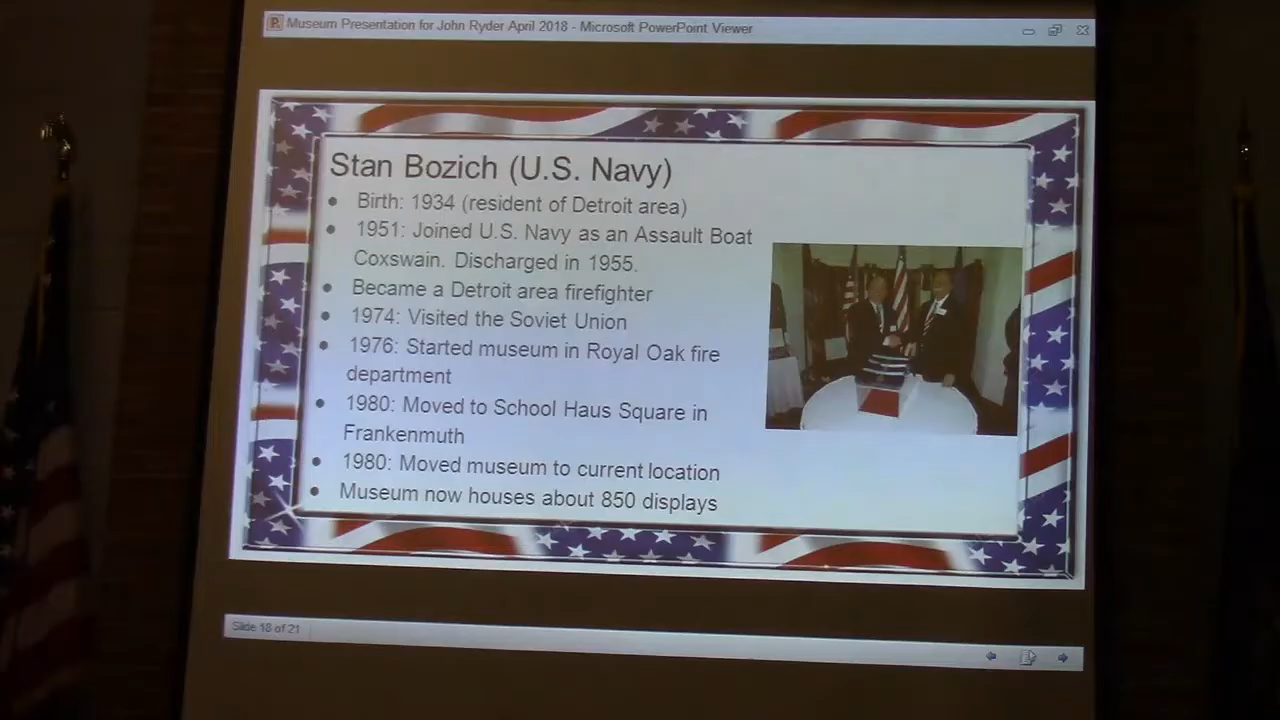 Museum Presentation for John Ryder April 2018 - Microsoft PowerPoint Viewer
Stan Bozich (U.S. Navy)
• Birth: 1934 (resident of Detroit area)
• 1951: Joined U.S. Navy as an Assault Boat
Coxswain. Discharged in 1955.
• Became a Detroit area firefighter
• 1974: Visited the Soviet Union
• 1976: Started museum in Royal Oak fire
department
• 1980: Moved to School Haus Square in
Frankenmuth
• 1980: Moved museum to current location
• Museum now houses about 850 displays
Slide 18 of 21